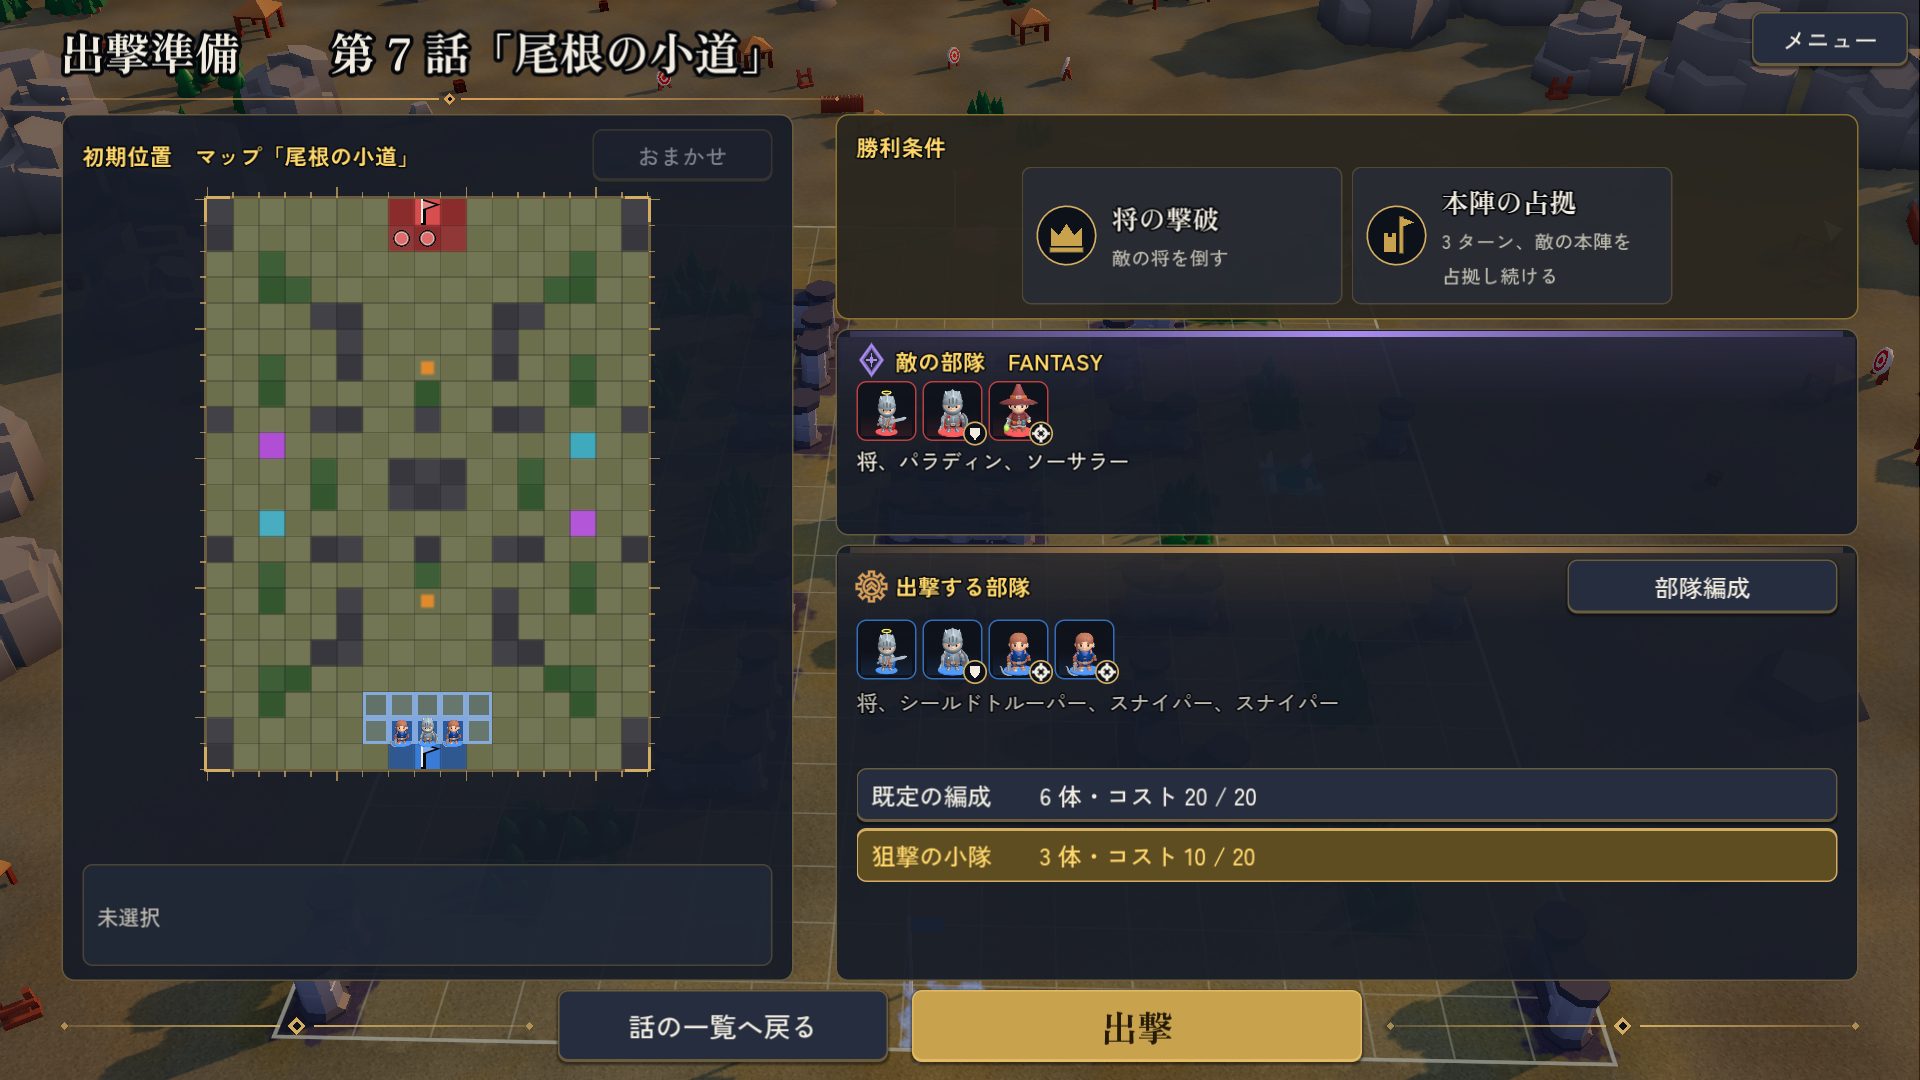 出撃準備　第７話「尾根の小道」
メニュー
初期位置　マップ「尾根の小道」
おまかせ
未選択
勝利条件
将の撃破
敵の将を倒す
本陣の占拠
3 ターン、敵の本陣を
占拠し続ける
敵の部隊　FANTASY
将、パラディン、ソーサラー
出撃する部隊
部隊編成
将、シールドトルーパー、スナイパー、スナイパー
既定の編成　6 体・コスト 20 / 20
狙撃の小隊　3 体・コスト 10 / 20
話の一覧へ戻る
出撃